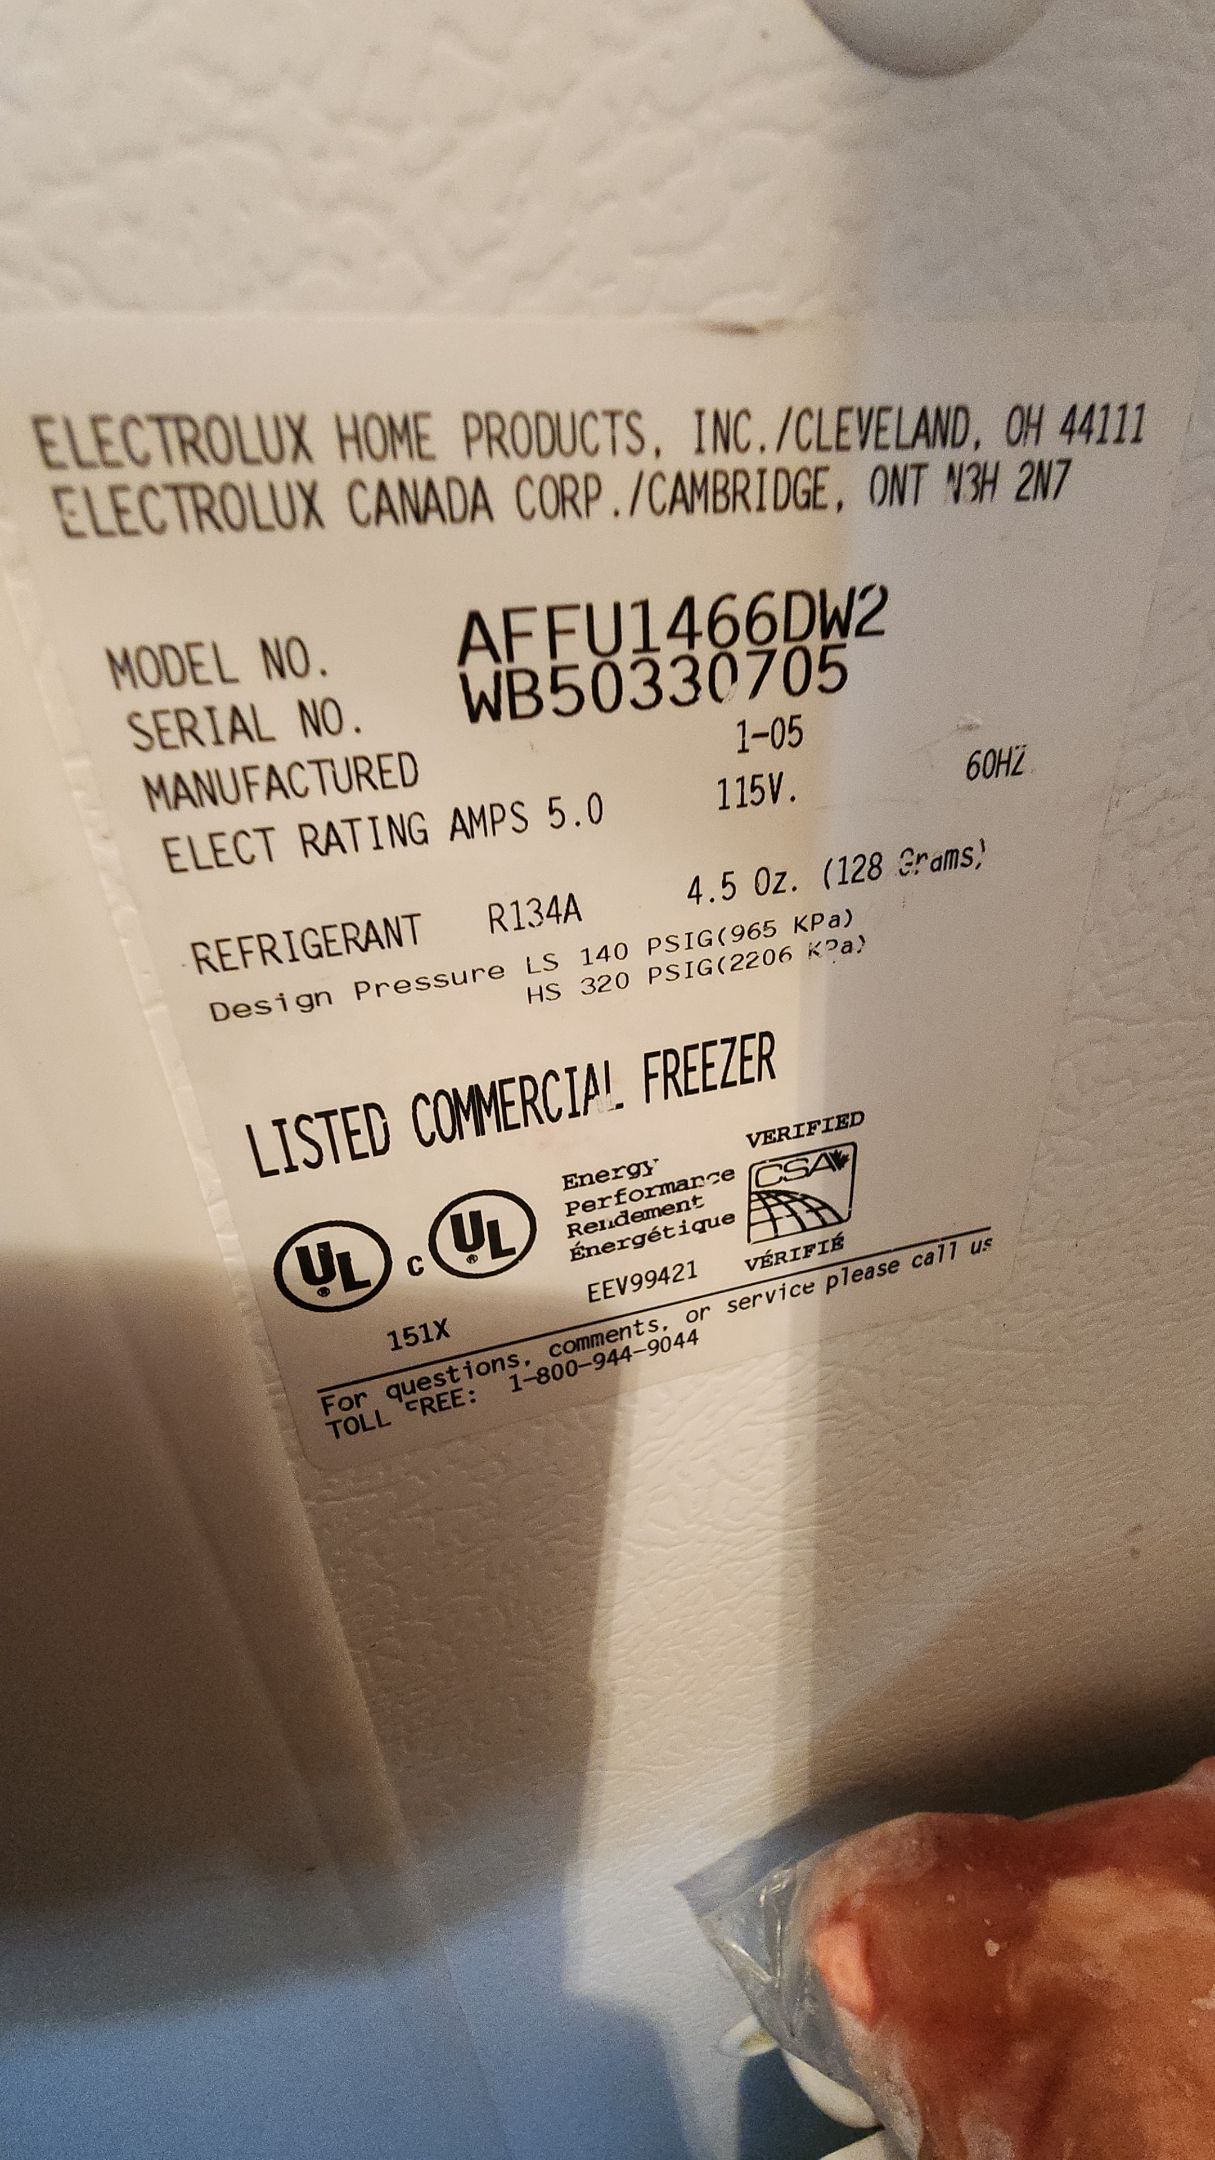 ELECTROLUX HOME PRODUCTS, INC./CLEVELAND, OH 44111
ELECTROLUX CANADA CORP./CAMBRIDGE, ONT N3H 2N7
MODEL NO. AFFU1466DW2
SERIAL NO. WB50330705
MANUFACTURED 1-05
ELECT RATING AMPS 5.0 115V. 60HZ
REFRIGERANT R134A 4.5 Oz. (128 Grams)
Design Pressure LS 140 PSIG(965 KPa)
HS 320 PSIG(2206 KPa)
LISTED COMMERCIAL FREEZER
UL ® C UL ®
151X
Energy
Performance
Rendement
Énergétique
EEV99421
VERIFIED
CSA
VÉRIFIÉ
For questions, comments, or service please call us
TOLL FREE: 1-800-944-9044